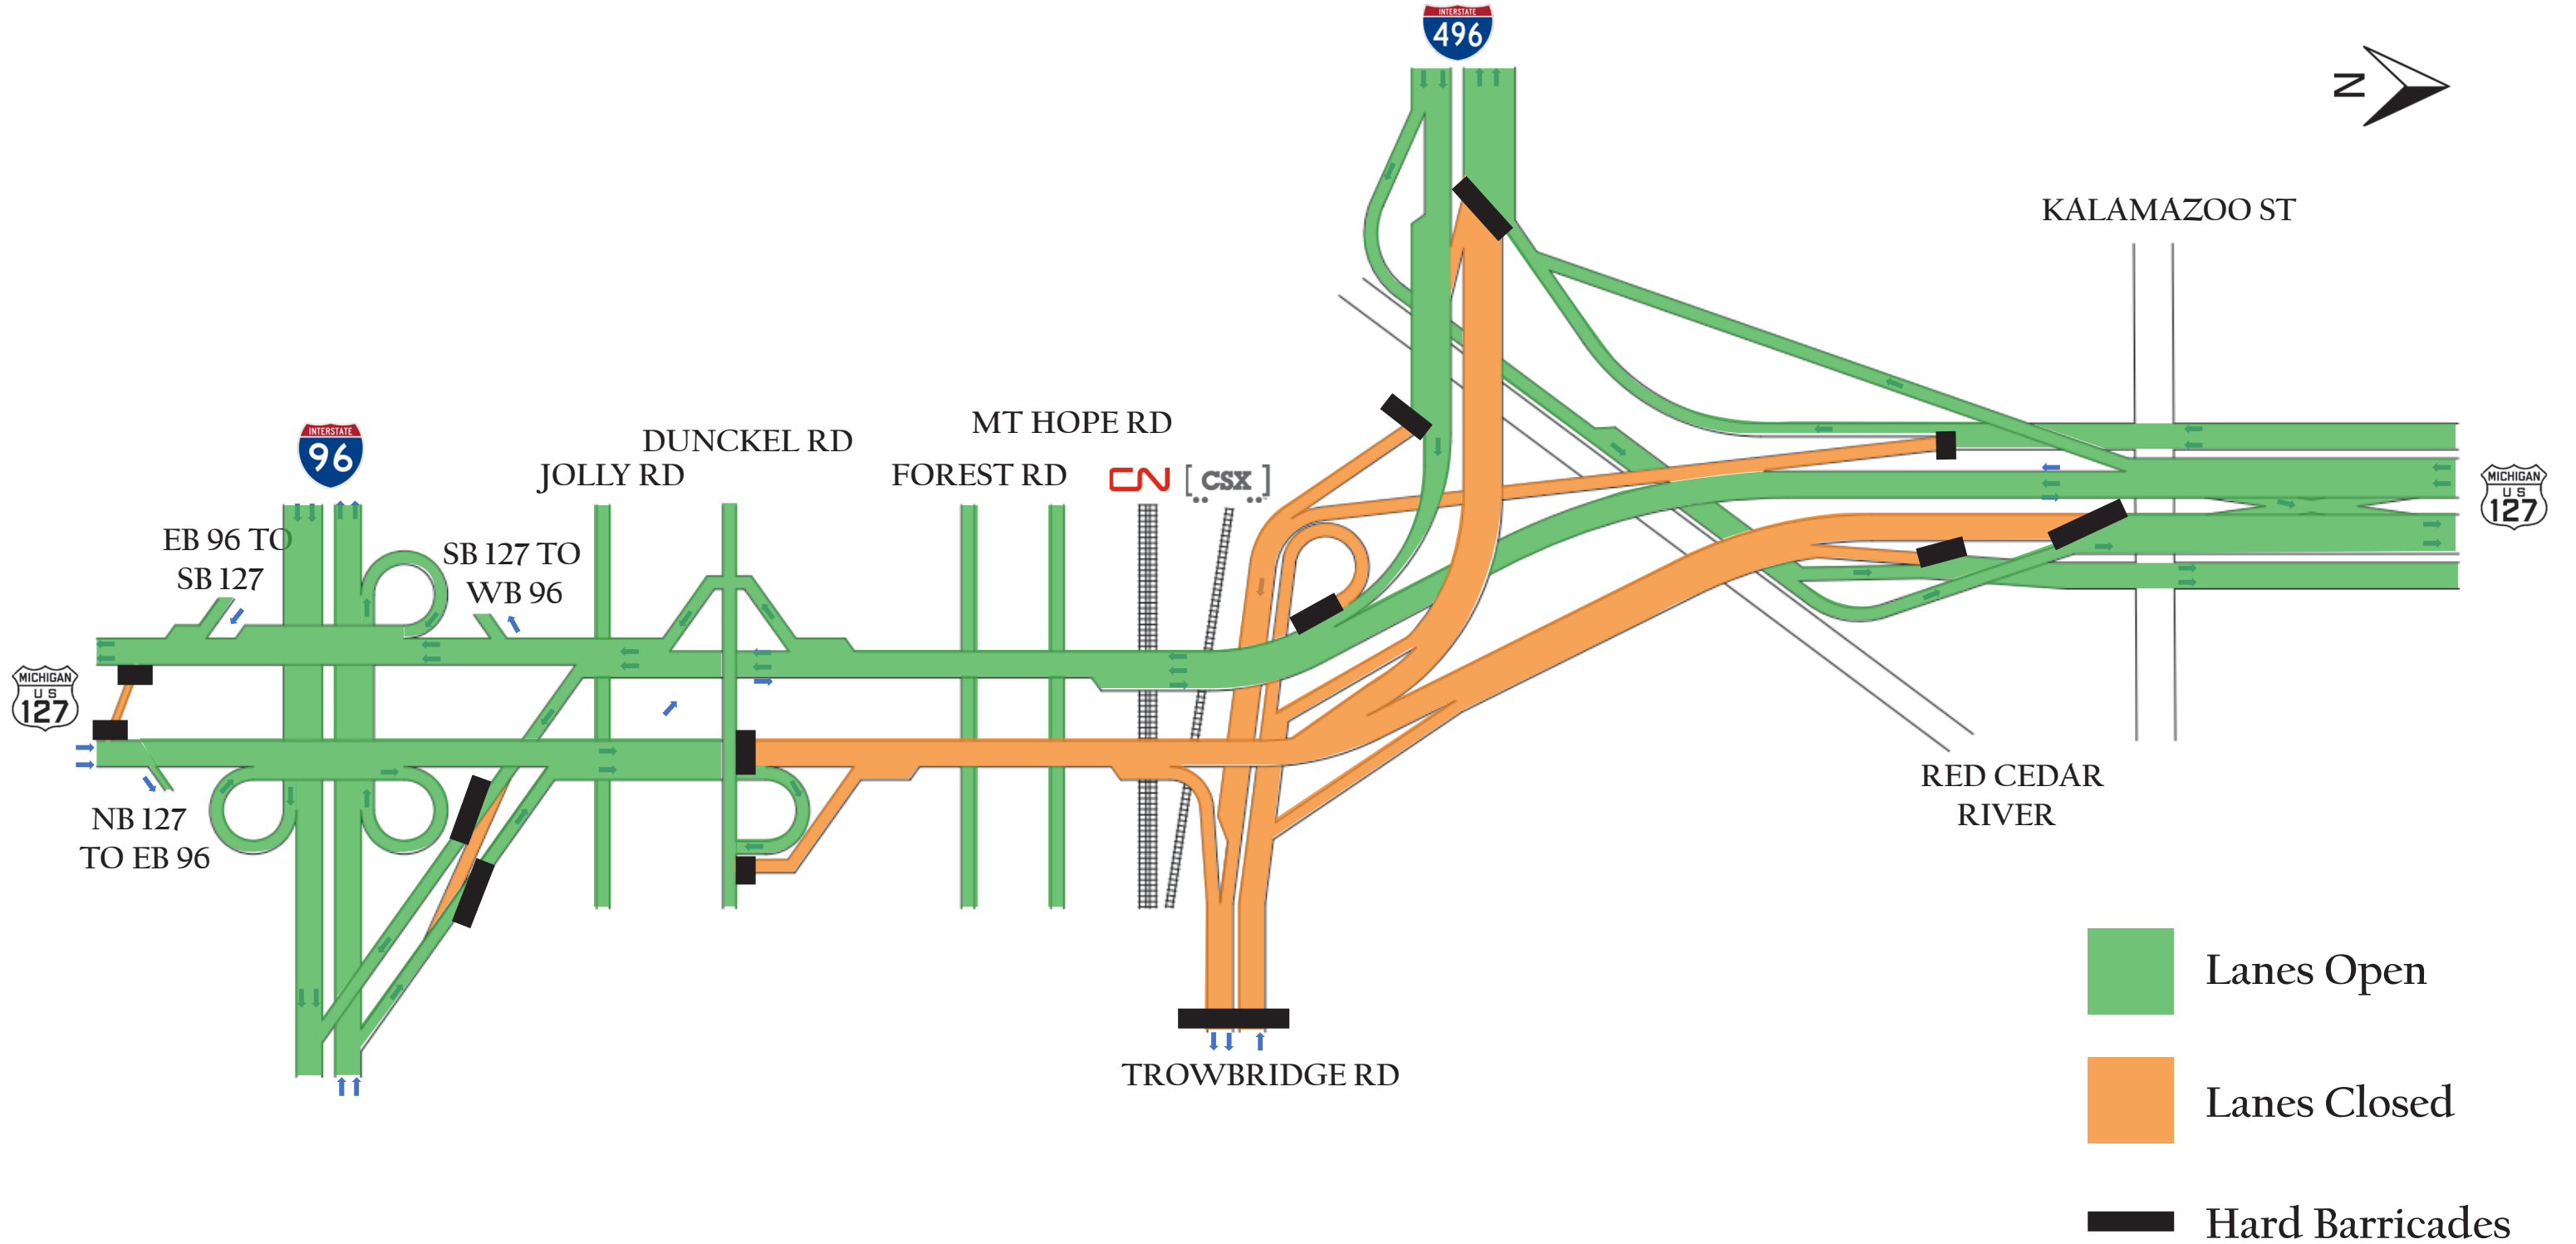 INTERSTATE
496
N
KALAMAZOO ST
MT HOPE RD
DUNCKEL RD
INTERSTATE
96
JOLLY RD
FOREST RD
CN
[CSX]
MICHIGAN
U S
127
EB 96 TO
SB 127
SB 127 TO
WB 96
MICHIGAN
U S
127
NB 127
TO EB 96
RED CEDAR
RIVER
TROWBRIDGE RD
Lanes Open
Lanes Closed
Hard Barricades